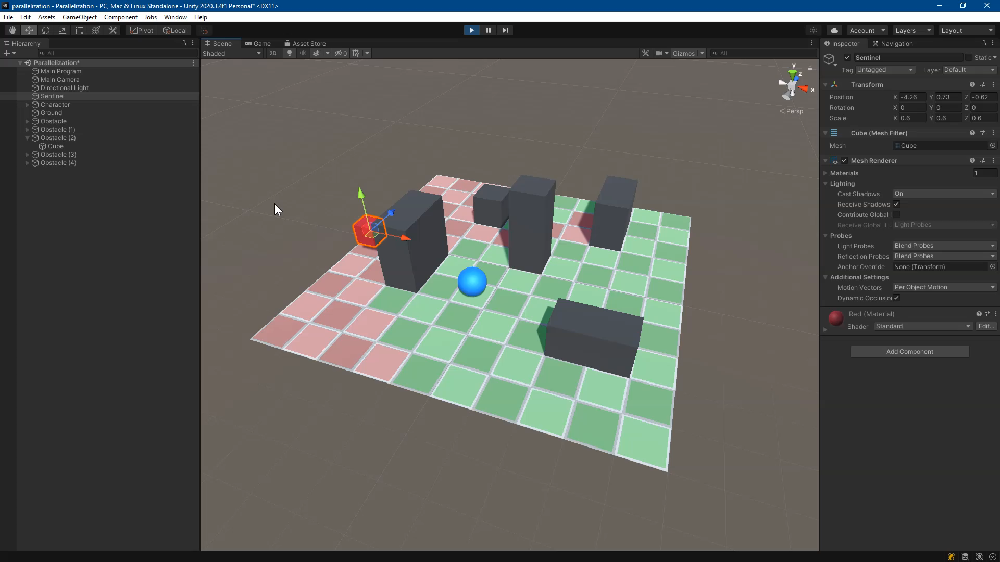 parallelization - Parallelization - PC, Mac & Linux Standalone - Unity 2020.3.4f1 Personal* <DX11>
File Edit Assets GameObject Component Jobs Window Help
Pivot Local Account Layers Layout
Hierarchy
All
Parallelization*
Main Program
Main Camera
Directional Light
Sentinel
Character
Ground
Obstacle
Obstacle (1)
Obstacle (2)
Cube
Obstacle (3)
Obstacle (4)
Scene Game Asset Store
Shaded 2D 0 Gizmos All
y
z
x
Persp
Inspector Navigation
Sentinel Static
Tag Untagged Layer Default
Transform
Position X -4.26 Y 0.73 Z -0.62
Rotation X 0 Y 0 Z 0
Scale X 0.6 Y 0.6 Z 0.6
Cube (Mesh Filter)
Mesh Cube
Mesh Renderer
Materials 1
Lighting
Cast Shadows On
Receive Shadows
Contribute Global I
Receive Global Illu Light Probes
Probes
Light Probes Blend Probes
Reflection Probes Blend Probes
Anchor Override None (Transform)
Additional Settings
Motion Vectors Per Object Motion
Dynamic Occlusion
Red (Material)
Shader Standard Edit...
Add Component